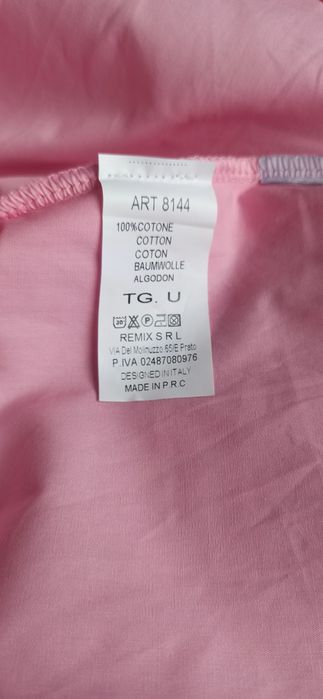 ART 8144
100%COTONE
COTTON
COTON
BAUMWOLLE
ALGODON
TG. U
30°
P
REMIX S R L
VIA Dei Molinuzzo.65/E Prato
P.IVA 02487080976
DESIGNED IN ITALY
MADE IN P.R.C